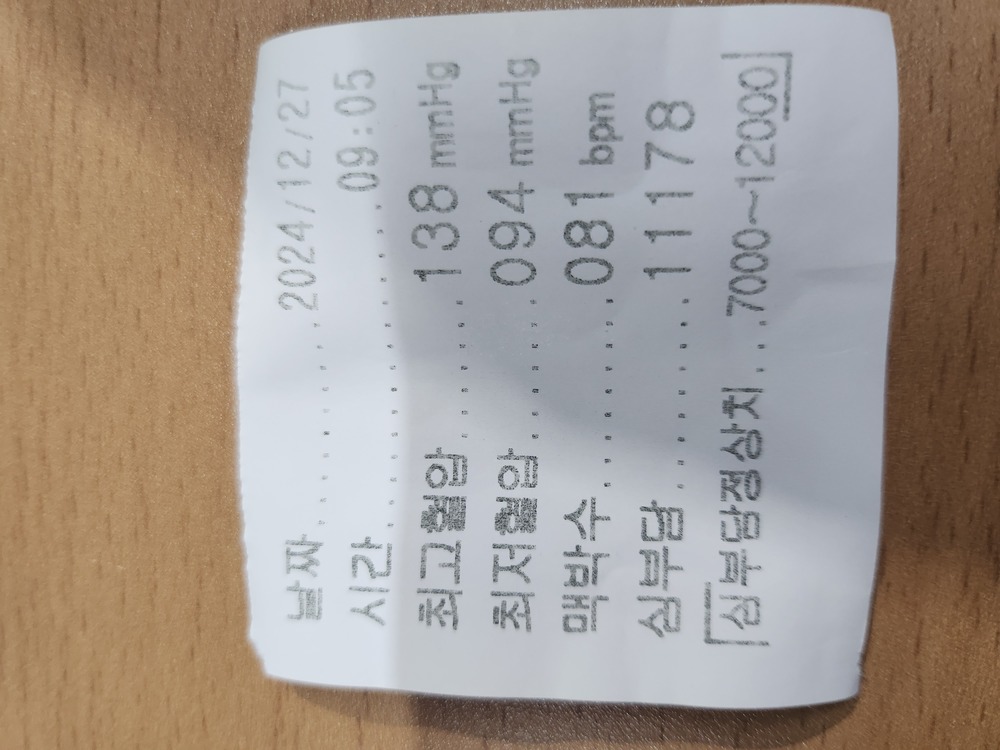 날짜..............2024/12/27
시간....................09:05
최고혈압........138 mmHg
최저혈압........094 mmHg
맥박수............081 bpm
심부담............11178
[심부담정상치...7000~12000]